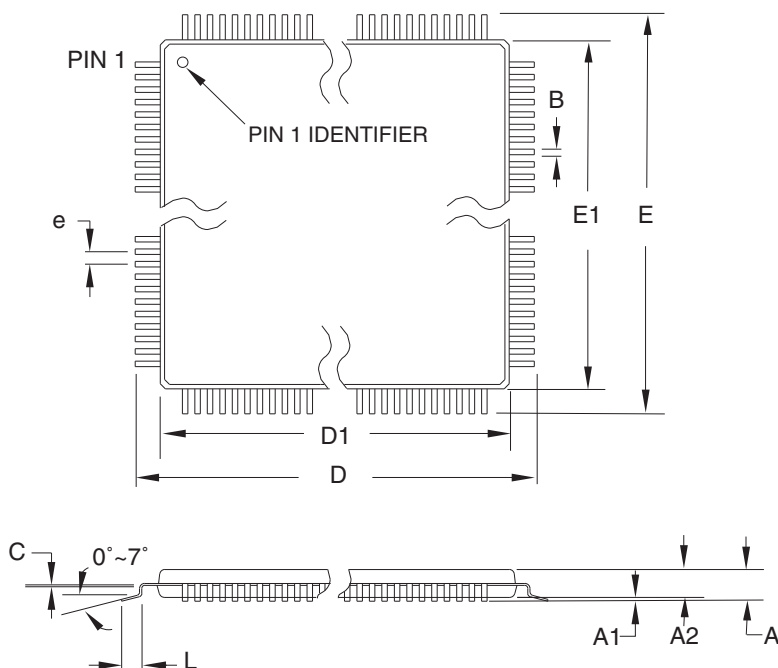 PIN 1
PIN 1 IDENTIFIER
B
e
E1
E
D1
D
C
0°~7°
L
A1
A2
A